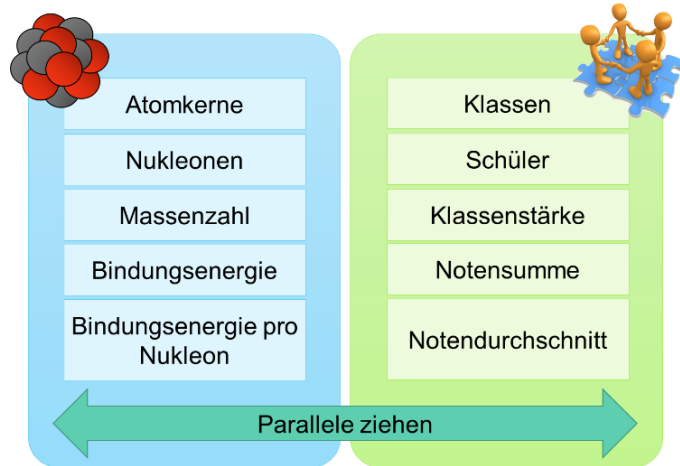 Atomkerne
Klassen
Nukleonen
Schüler
Massenzahl
Klassenstärke
Bindungsenergie
Notensumme
Bindungsenergie pro
Nukleon
Notendurchschnitt
Parallele ziehen